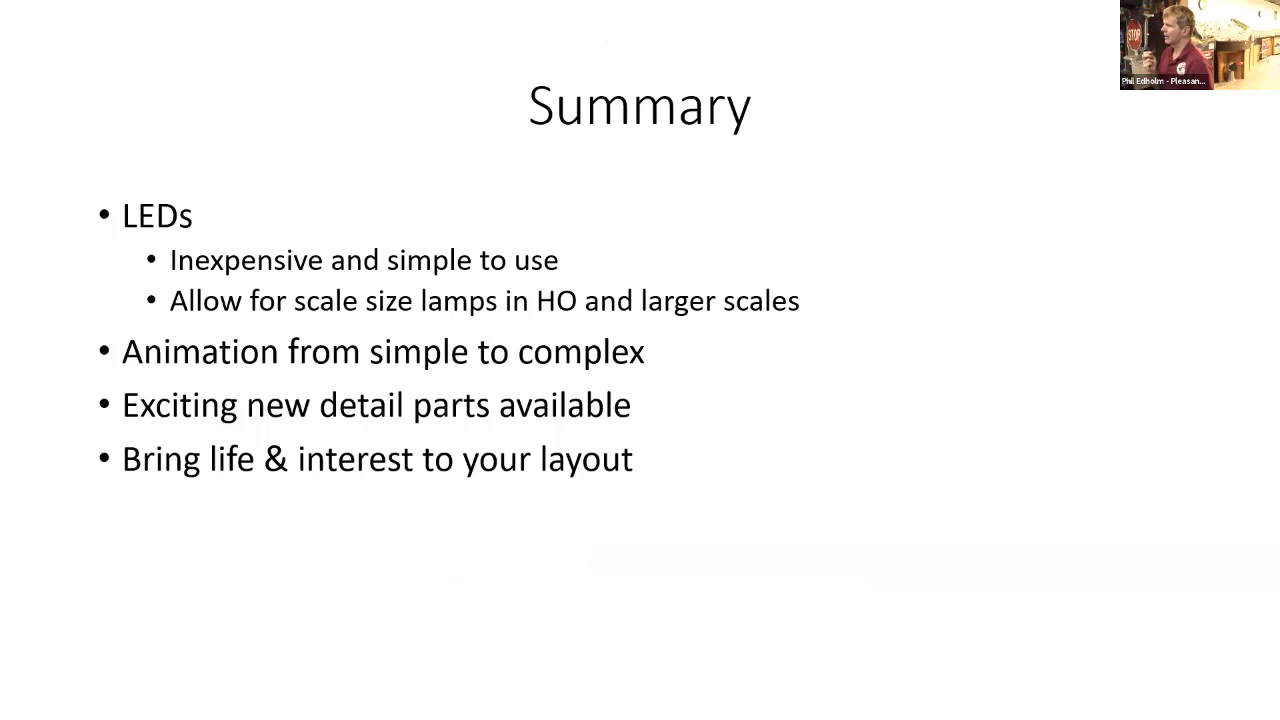 STOP
Phil Edholm - Pleasan...
Summary
• LEDs
• Inexpensive and simple to use
• Allow for scale size lamps in HO and larger scales
• Animation from simple to complex
• Exciting new detail parts available
• Bring life & interest to your layout